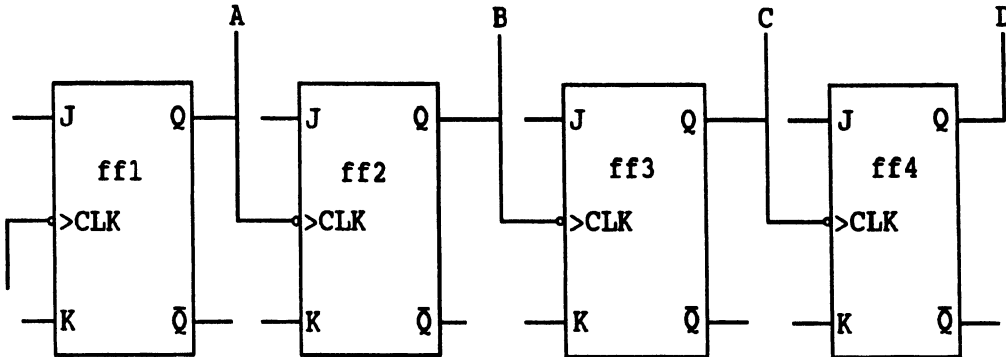 A B C D
J Q J Q J Q J Q
ff1 ff2 ff3 ff4
>CLK >CLK >CLK >CLK
K Q̄ K Q̄ K Q̄ K Q̄